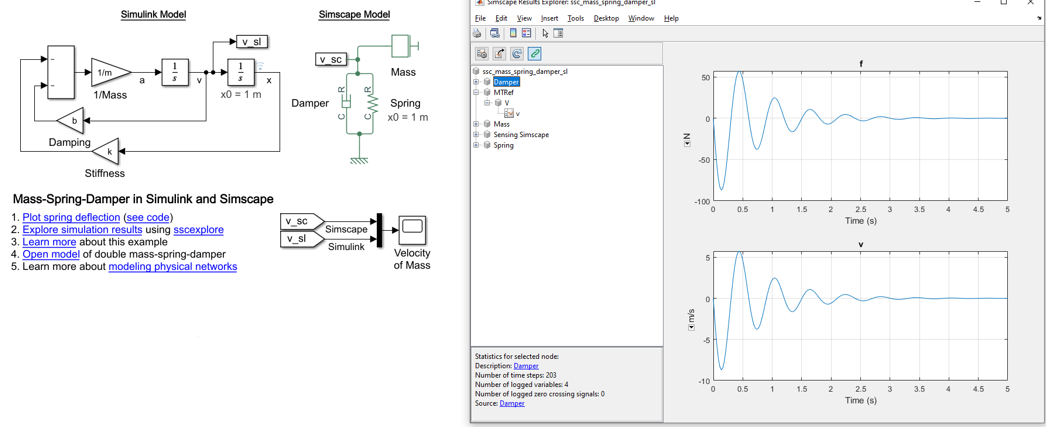 Simulink Model
v_sl
1/m
a
1
s
v
1
s
x
1/Mass
x0 = 1 m
b
Damping
k
Stiffness
Simscape Model
v_sc
Mass
Damper
R
C
R
C
Spring
x0 = 1 m
Mass-Spring-Damper in Simulink and Simscape
1. Plot spring deflection (see code)
2. Explore simulation results using sscexplore
3. Learn more about this example
4. Open model of double mass-spring-damper
5. Learn more about modeling physical networks
v_sc
Simscape
v_sl
Simulink
Velocity
of Mass
Simscape Results Explorer: ssc_mass_spring_damper_sl
File Edit View Insert Tools Desktop Window Help
ssc_mass_spring_damper_sl
Damper
MTRef
V
v
Mass
Sensing Simscape
Spring
Statistics for selected node:
Description: Damper
Number of time steps: 203
Number of logged variables: 4
Number of logged zero crossing signals: 0
Source: Damper
f
50
0
-50
-100
N
0 0.5 1 1.5 2 2.5 3 3.5 4 4.5 5
Time (s)
v
5
0
-5
-10
m/s
0 0.5 1 1.5 2 2.5 3 3.5 4 4.5 5
Time (s)